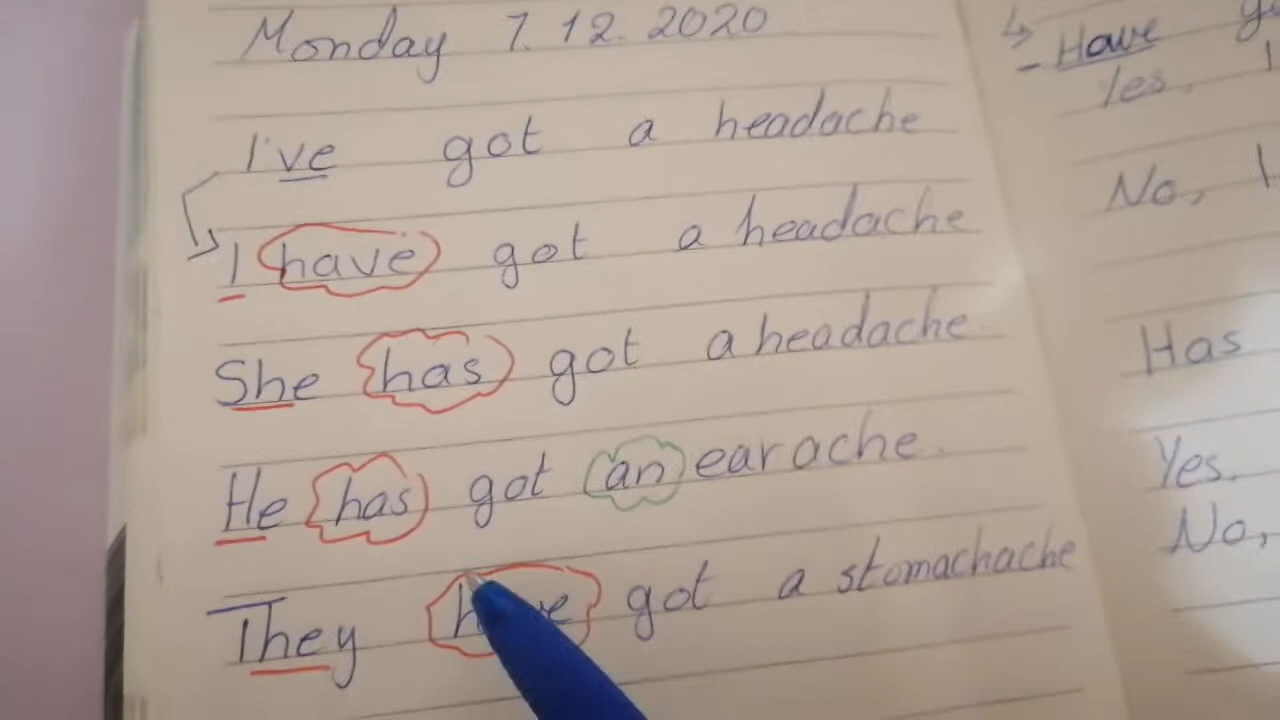 Monday 7.12.2020
I've got a headache
I have got a headache
She has got a headache
He has got an earache.
They have got a stomachache
- Have
Yes,
No, I
Has
Yes.
No,